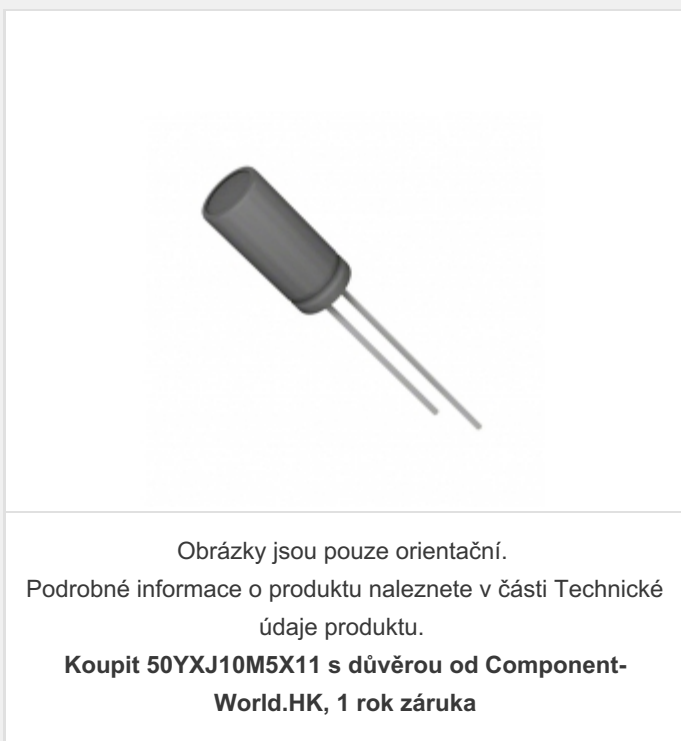 Obrázky jsou pouze orientační.
Podrobné informace o produktu naleznete v části Technické
údaje produktu.
Koupit 50YXJ10M5X11 s důvěrou od Component-
World.HK, 1 rok záruka